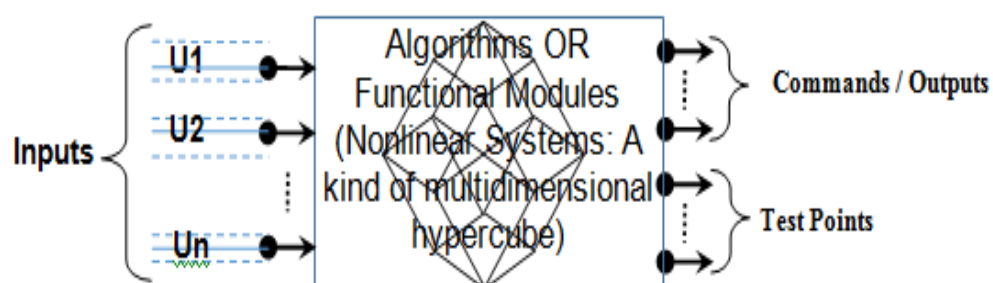 Inputs
U1
U2
Un
Algorithms OR
Functional Modules
(Nonlinear Systems: A
kind of multidimensional
hypercube)
Commands / Outputs
Test Points